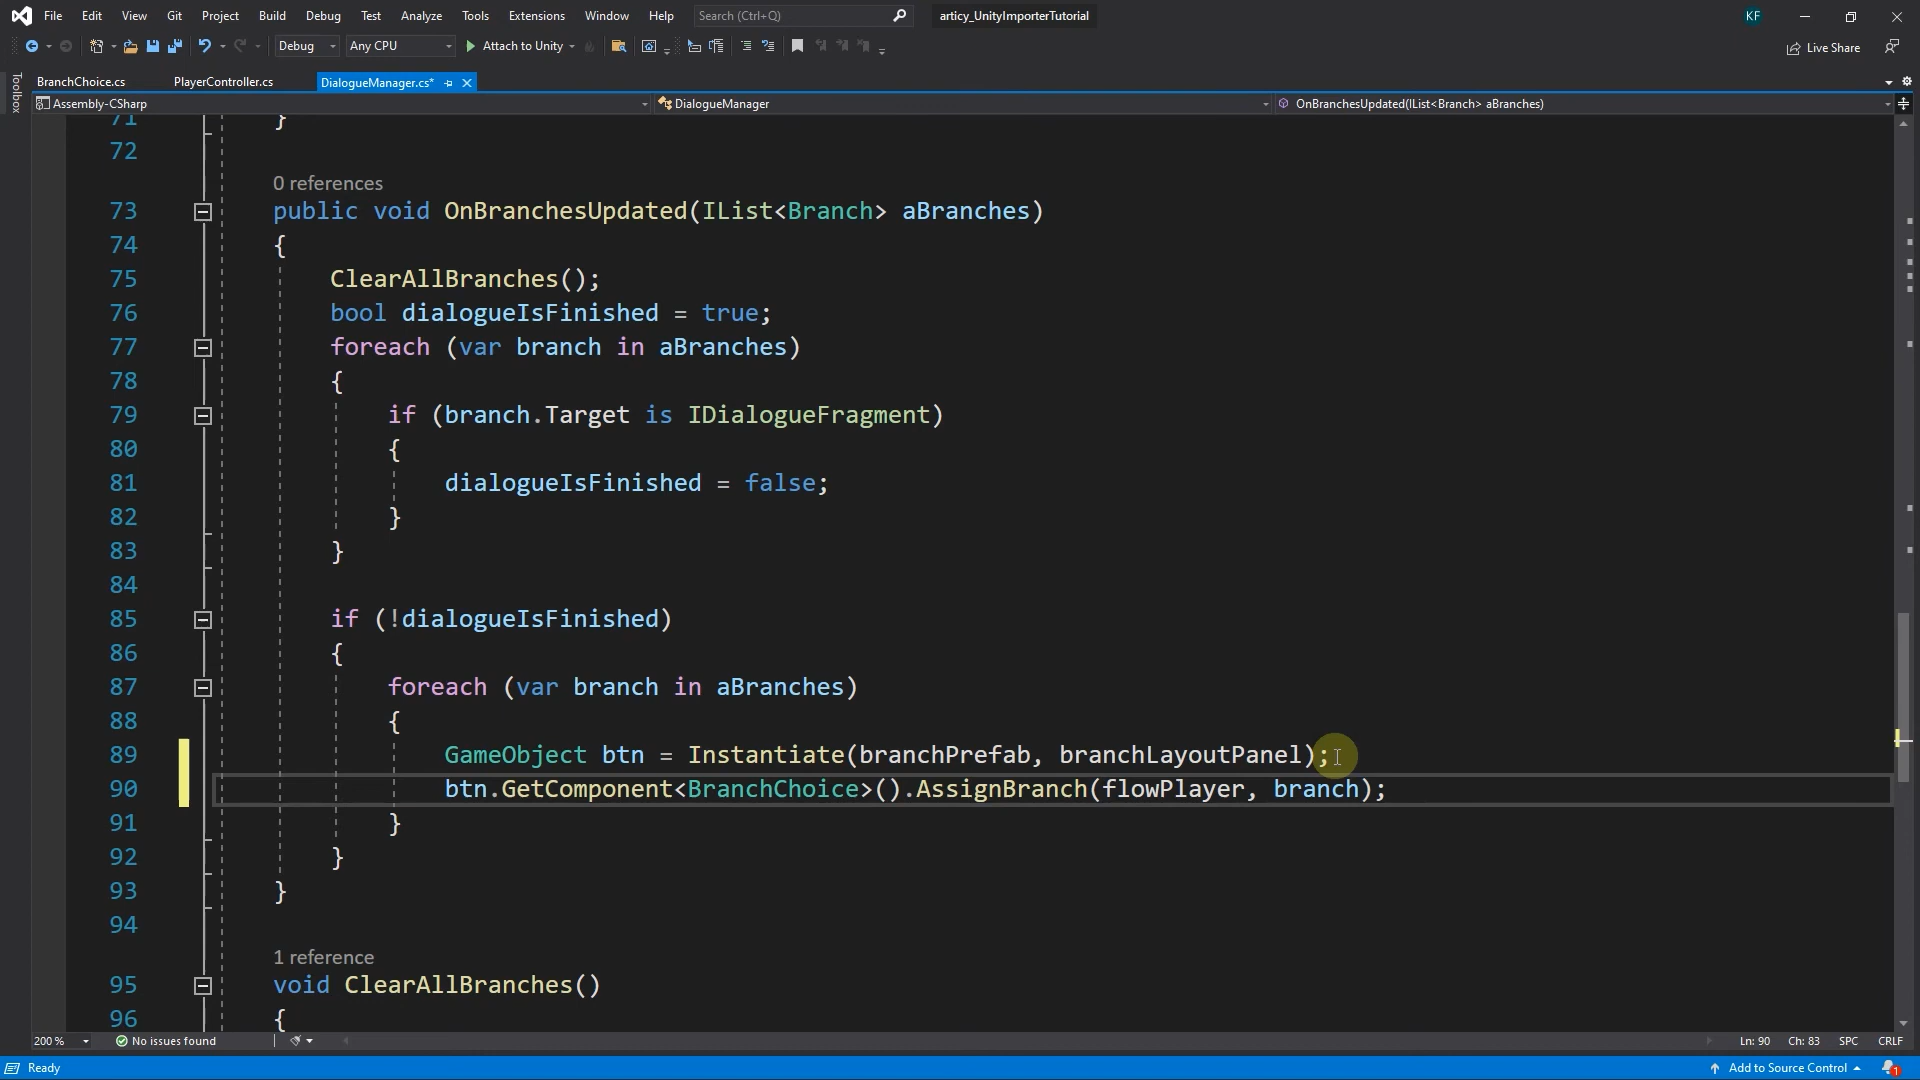 File Edit View Git Project Build Debug Test Analyze Tools Extensions Window Help Search (Ctrl+Q) articy_UnityImporterTutorial KF
Debug Any CPU Attach to Unity Live Share
Toolbox
BranchChoice.cs PlayerController.cs DialogueManager.cs*
Assembly-CSharp DialogueManager OnBranchesUpdated(IList<Branch> aBranches)
71 }
72
0 references
73 public void OnBranchesUpdated(IList<Branch> aBranches)
74 {
75 ClearAllBranches();
76 bool dialogueIsFinished = true;
77 foreach (var branch in aBranches)
78 {
79 if (branch.Target is IDialogueFragment)
80 {
81 dialogueIsFinished = false;
82 }
83 }
84
85 if (!dialogueIsFinished)
86 {
87 foreach (var branch in aBranches)
88 {
89 GameObject btn = Instantiate(branchPrefab, branchLayoutPanel);
90 btn.GetComponent<BranchChoice>().AssignBranch(flowPlayer, branch);
91 }
92 }
93 }
94
1 reference
95 void ClearAllBranches()
96 {
200 % No issues found Ln: 90 Ch: 83 SPC CRLF
Ready Add to Source Control 1